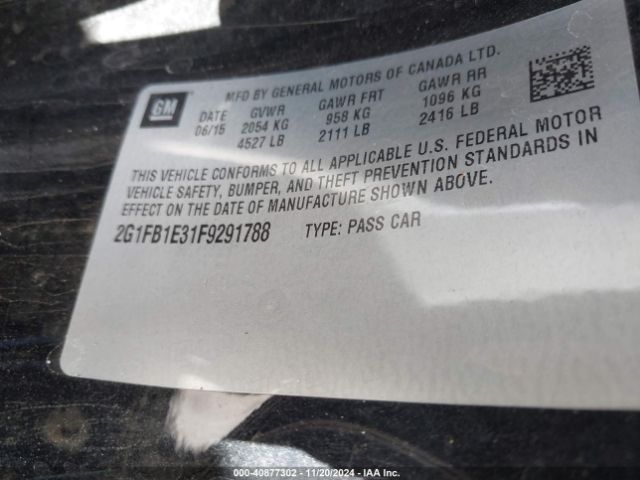 MFD BY GENERAL MOTORS OF CANADA LTD.
GM
DATE GVWR GAWR FRT GAWR RR
06/15 2054 KG 958 KG 1096 KG
4527 LB 2111 LB 2416 LB
THIS VEHICLE CONFORMS TO ALL APPLICABLE U.S. FEDERAL MOTOR
VEHICLE SAFETY, BUMPER, AND THEFT PREVENTION STANDARDS IN
EFFECT ON THE DATE OF MANUFACTURE SHOWN ABOVE.
2G1FB1E31F9291788 TYPE: PASS CAR
000-40877302 - 11/20/2024 - IAA Inc.